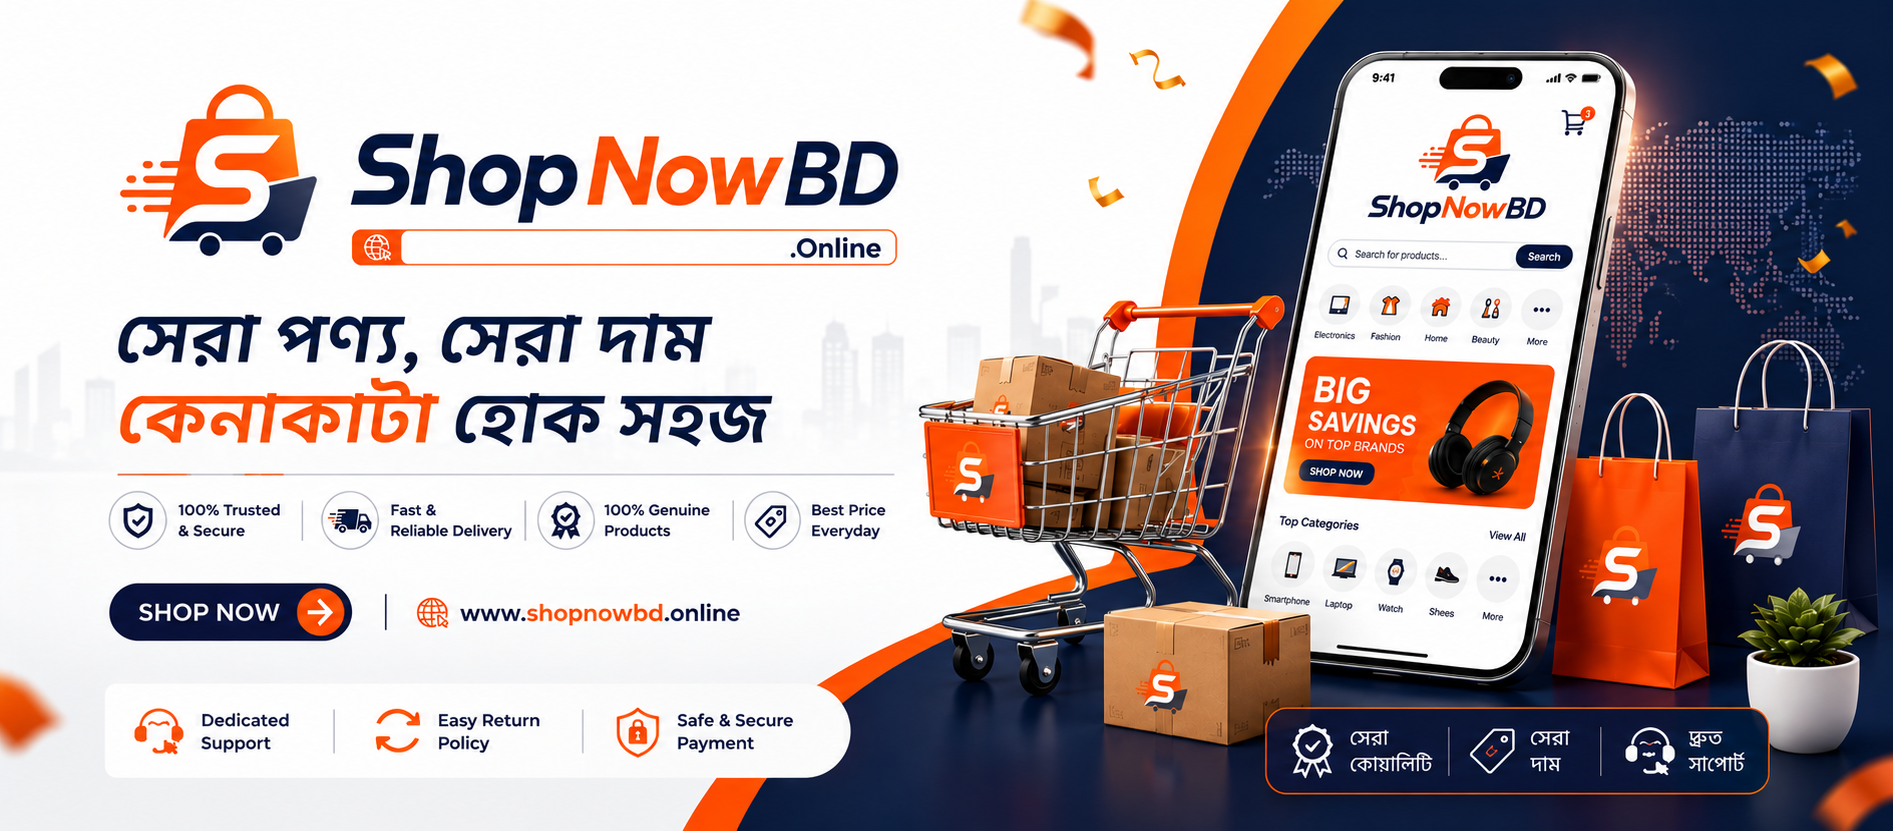 S
ShopNowBD
.Online
সেরা পণ্য, সেরা দাম
কেনাকাটা হোক সহজ
100% Trusted
& Secure
Fast &
Reliable Delivery
100% Genuine
Products
Best Price
Everyday
SHOP NOW
www.shopnowbd.online
Dedicated
Support
Easy Return
Policy
Safe & Secure
Payment
9:41
3
S
ShopNowBD
Search for products...
Search
Electronics
Fashion
Home
Beauty
More
BIG
SAVINGS
ON TOP BRANDS
SHOP NOW
Top Categories
View All
Smartphone
Laptop
Watch
Shees
More
S
S
S
S
সেরা
কোয়ালিটি
সেরা
দাম
দ্রুত
সাপোর্ট